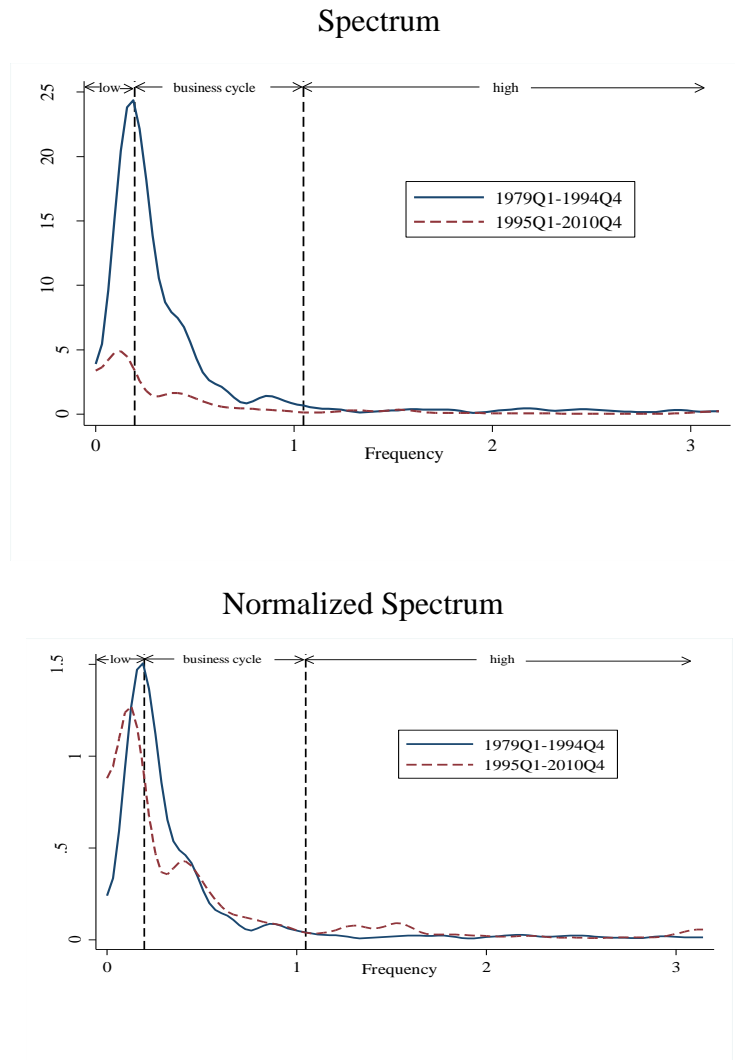 Spectrum
low business cycle high
25
20
15
10
5
0
1979Q1-1994Q4
1995Q1-2010Q4
0 1 2 3
Frequency
Normalized Spectrum
low business cycle high
1.5
1
.5
0
1979Q1-1994Q4
1995Q1-2010Q4
0 1 2 3
Frequency